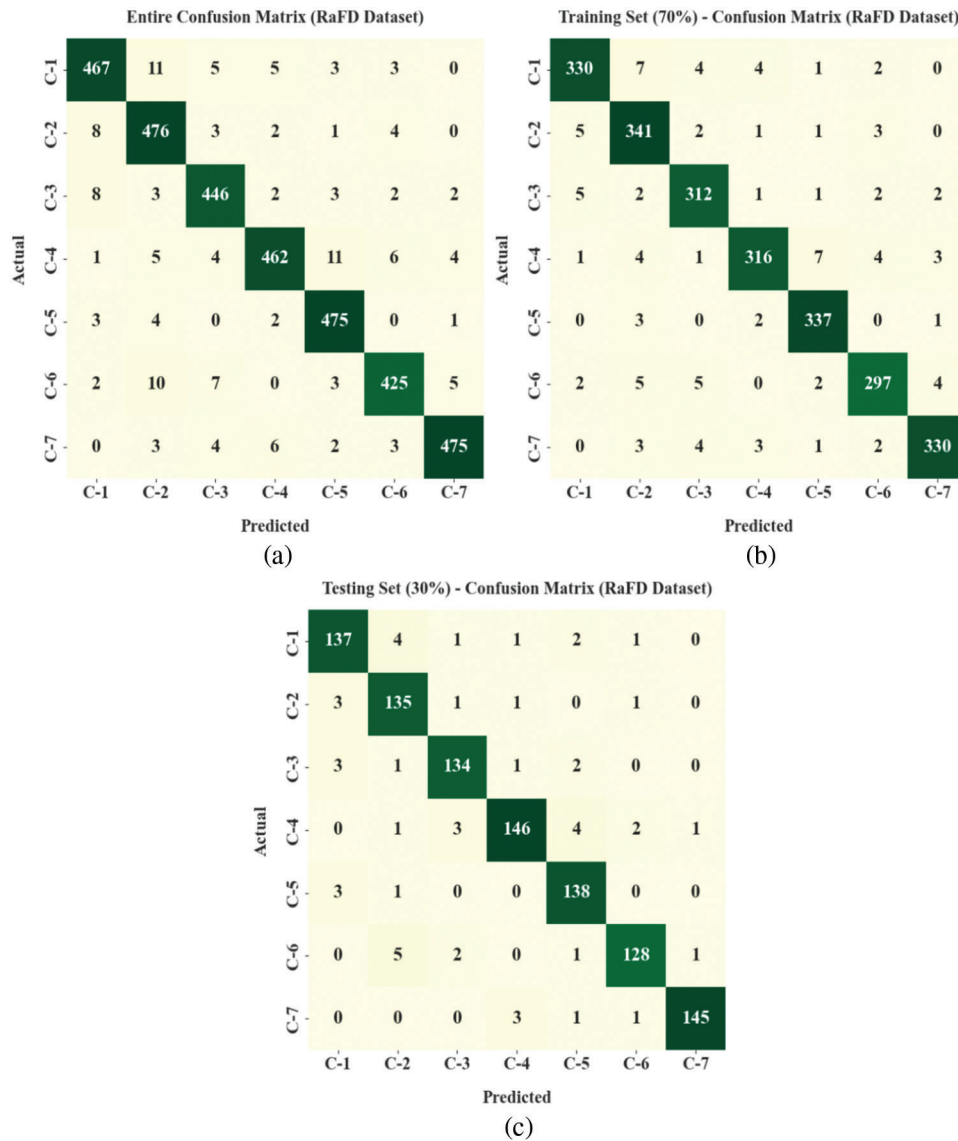 Entire Confusion Matrix (RaFD Dataset)
Actual
C-1 467 11 5 5 3 3 0
C-2 8 476 3 2 1 4 0
C-3 8 3 446 2 3 2 2
C-4 1 5 4 462 11 6 4
C-5 3 4 0 2 475 0 1
C-6 2 10 7 0 3 425 5
C-7 0 3 4 6 2 3 475
C-1 C-2 C-3 C-4 C-5 C-6 C-7
Predicted
(a)
Training Set (70%) - Confusion Matrix (RaFD Dataset)
Actual
C-1 330 7 4 4 1 2 0
C-2 5 341 2 1 1 3 0
C-3 5 2 312 1 1 2 2
C-4 1 4 1 316 7 4 3
C-5 0 3 0 2 337 0 1
C-6 2 5 5 0 2 297 4
C-7 0 3 4 3 1 2 330
C-1 C-2 C-3 C-4 C-5 C-6 C-7
Predicted
(b)
Testing Set (30%) - Confusion Matrix (RaFD Dataset)
Actual
C-1 137 4 1 1 2 1 0
C-2 3 135 1 1 0 1 0
C-3 3 1 134 1 2 0 0
C-4 0 1 3 146 4 2 1
C-5 3 1 0 0 138 0 0
C-6 0 5 2 0 1 128 1
C-7 0 0 0 3 1 1 145
C-1 C-2 C-3 C-4 C-5 C-6 C-7
Predicted
(c)